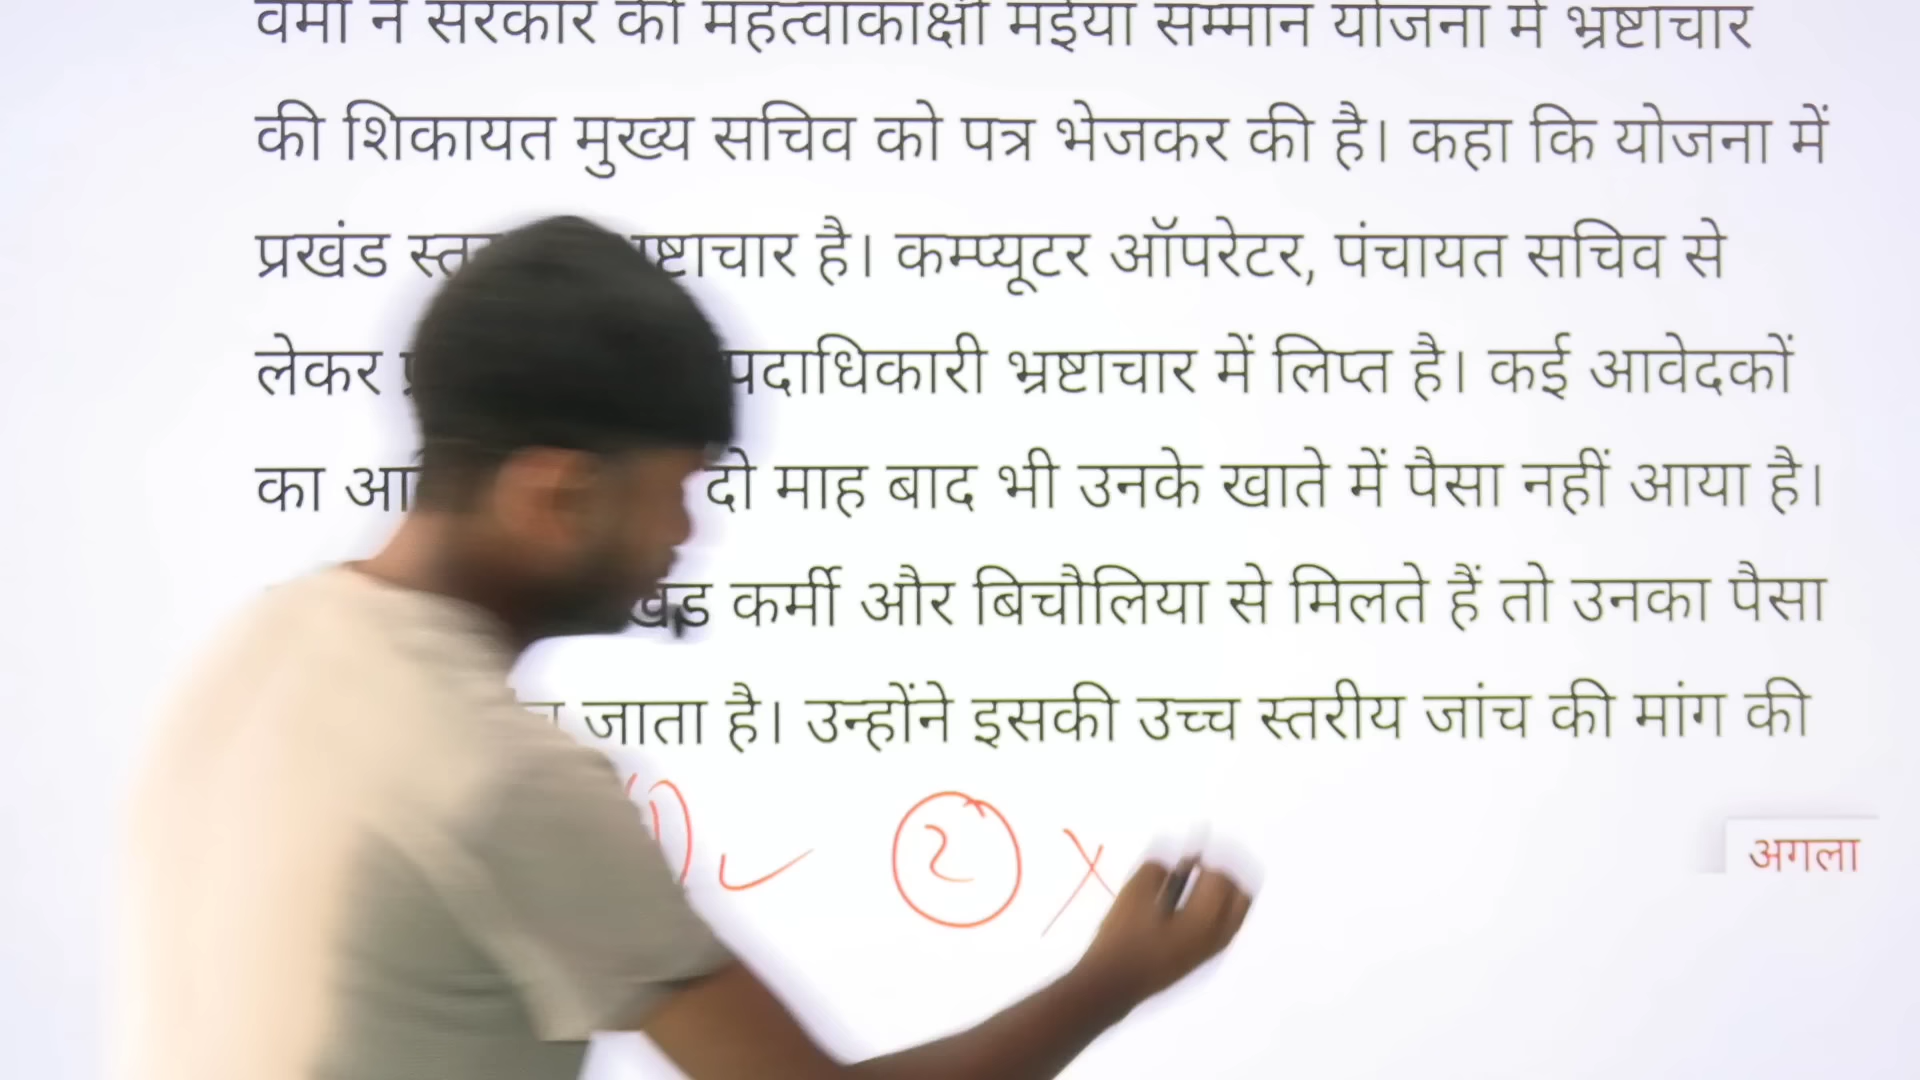 वर्मा ने सरकार की महत्वाकांक्षी मईयां सम्मान योजना में भ्रष्टाचार
की शिकायत मुख्य सचिव को पत्र भेजकर की है। कहा कि योजना में
प्रखंड है। कम्प्यूटर ऑपरेटर, पंचायत सचिव से
लेकर पदाधिकारी भ्रष्टाचार में लिप्त है। कई आवेदकों
का दो माह बाद भी उनके खाते में पैसा नहीं आया है।
कर्मी और बिचौलिया से मिलते हैं तो उनका पैसा
जाता है। उन्होंने इसकी उच्च स्तरीय जांच की मांग की
1 2
अगला